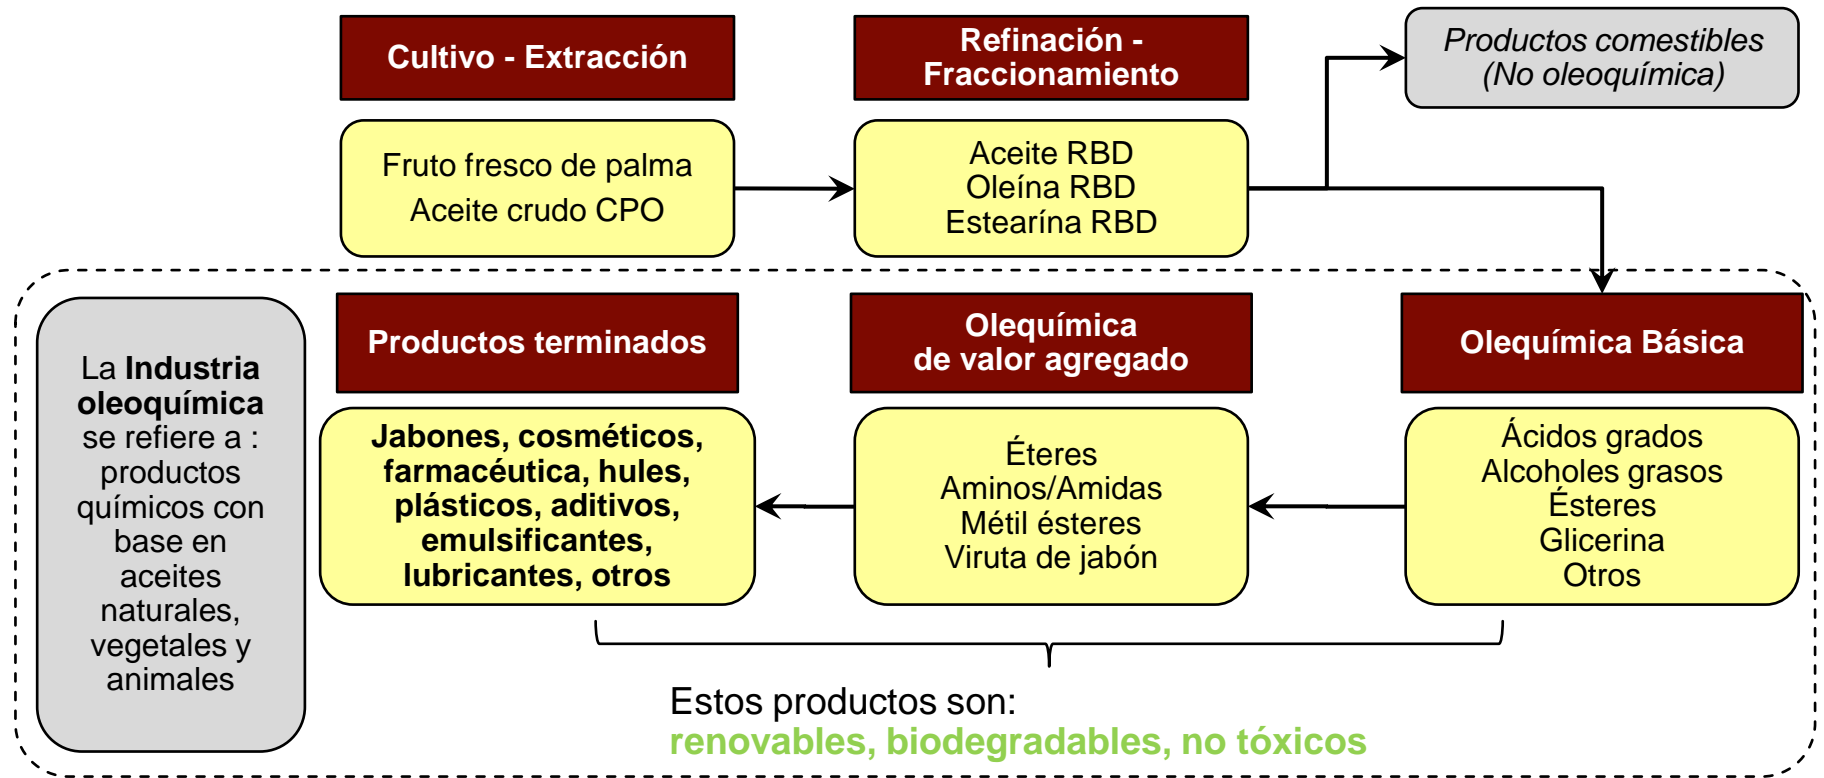 Cultivo - Extracción
Refinación -
Fraccionamiento
Productos comestibles
(No oleoquímica)
Fruto fresco de palma
Aceite crudo CPO
Aceite RBD
Oleína RBD
Estearína RBD
La Industria
oleoquímica
se refiere a :
productos
químicos con
base en
aceites
naturales,
vegetales y
animales
Productos terminados
Olequímica
de valor agregado
Olequímica Básica
Jabones, cosméticos,
farmacéutica, hules,
plásticos, aditivos,
emulsificantes,
lubricantes, otros
Éteres
Aminos/Amidas
Métil ésteres
Viruta de jabón
Ácidos grados
Alcoholes grasos
Ésteres
Glicerina
Otros
Estos productos son:
renovables, biodegradables, no tóxicos